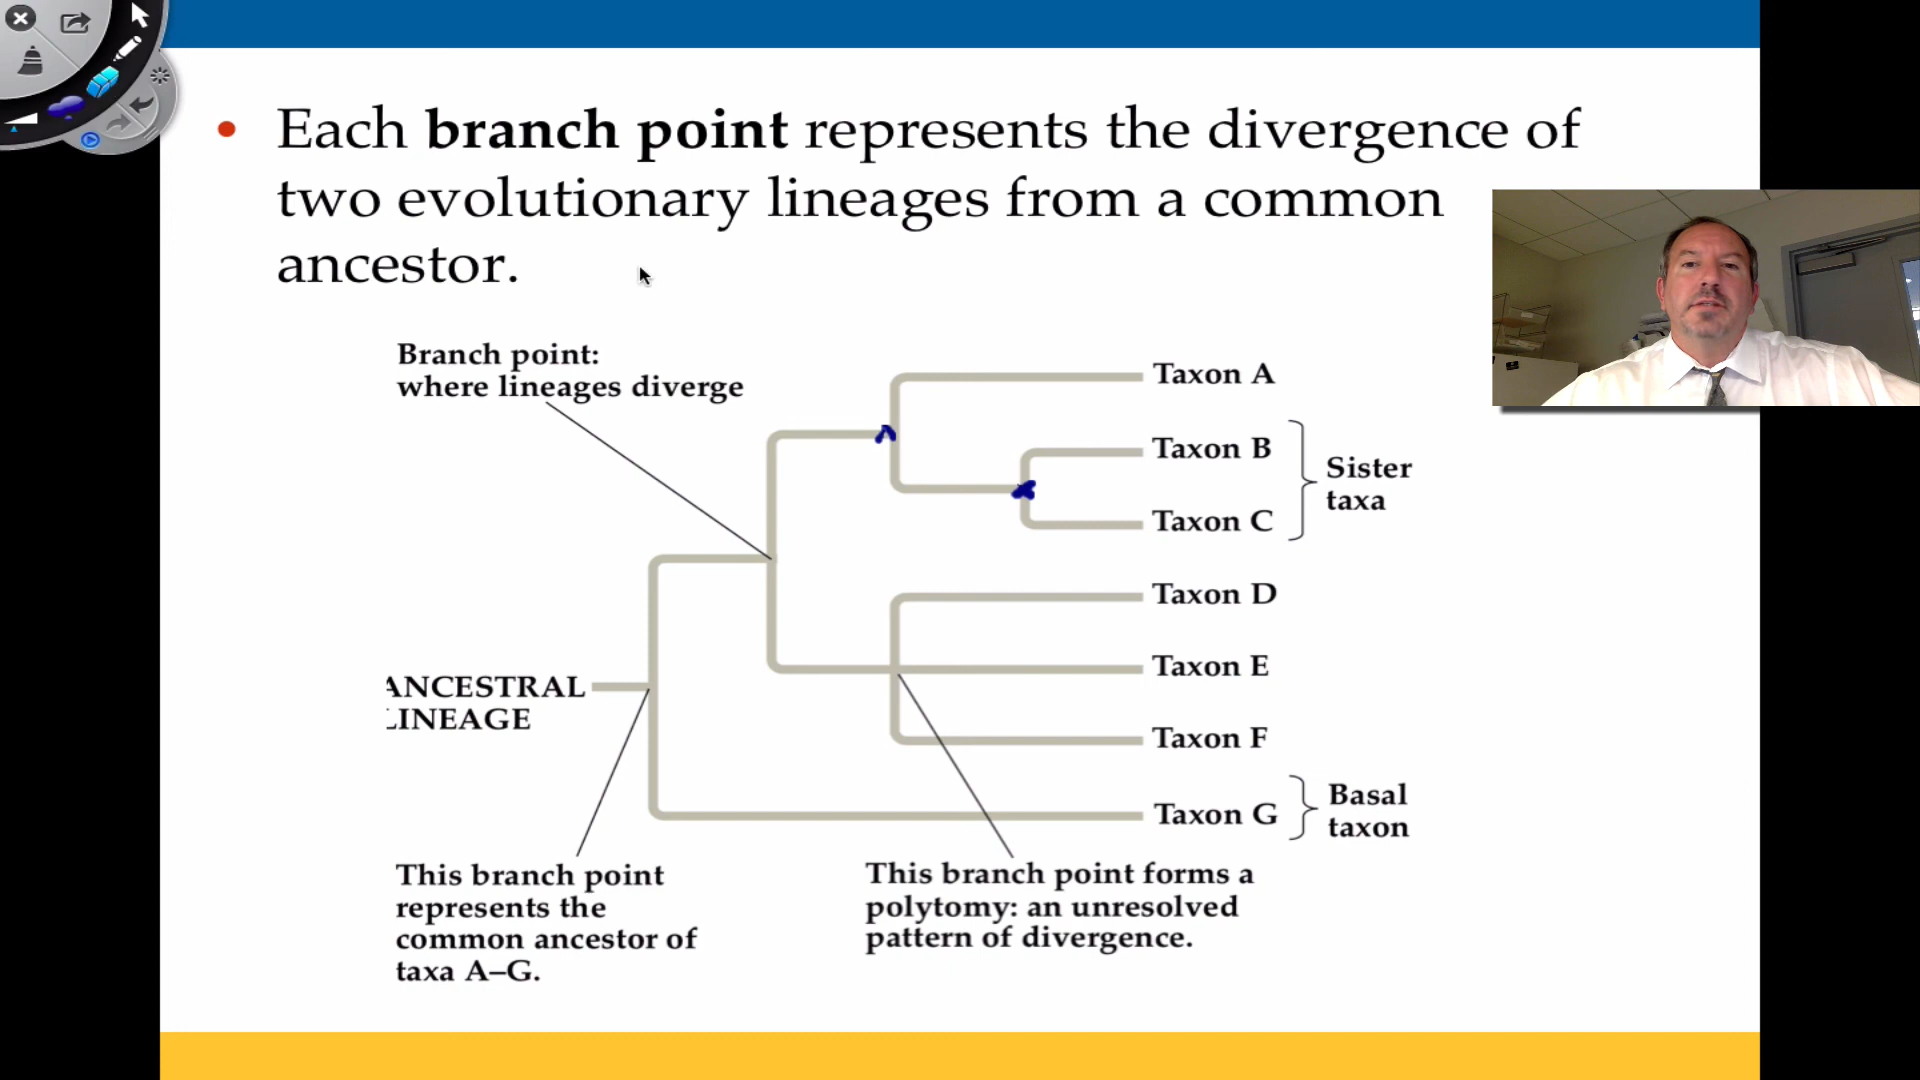 • Each branch point represents the divergence of
two evolutionary lineages from a common
ancestor.
Branch point:
where lineages diverge
Taxon A
Taxon B
Sister
taxa
Taxon C
Taxon D
Taxon E
ANCESTRAL
LINEAGE
Taxon F
Taxon G
Basal
taxon
This branch point
represents the
common ancestor of
taxa A–G.
This branch point forms a
polytomy: an unresolved
pattern of divergence.